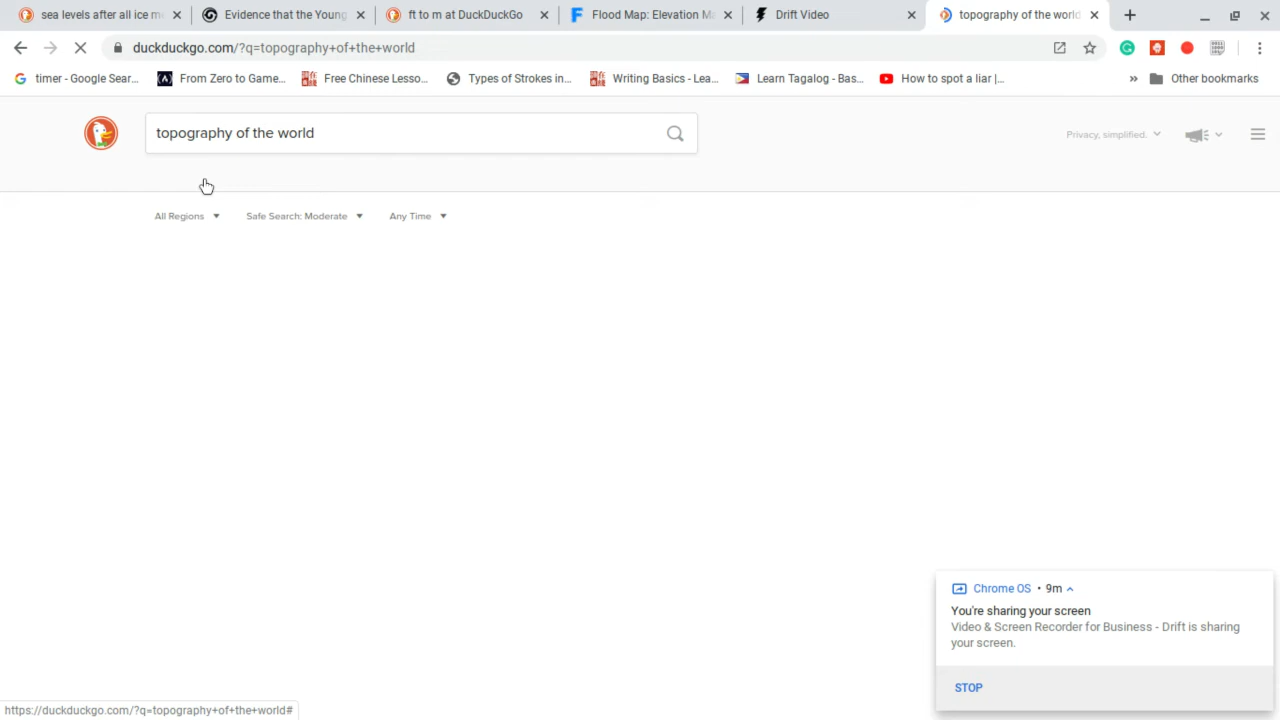 sea levels after all ice me
Evidence that the Young
ft to m at DuckDuckGo
Flood Map: Elevation Ma
Drift Video
topography of the world
duckduckgo.com/?q=topography+of+the+world
timer - Google Sear...
From Zero to Game...
Free Chinese Lesso...
Types of Strokes in...
Writing Basics - Lea...
Learn Tagalog - Bas...
How to spot a liar |...
»
Other bookmarks
topography of the world
Privacy, simplified.
All Regions
Safe Search: Moderate
Any Time
Chrome OS • 9m
You're sharing your screen
Video & Screen Recorder for Business - Drift is sharing
your screen.
STOP
https://duckduckgo.com/?q=topography+of+the+world#